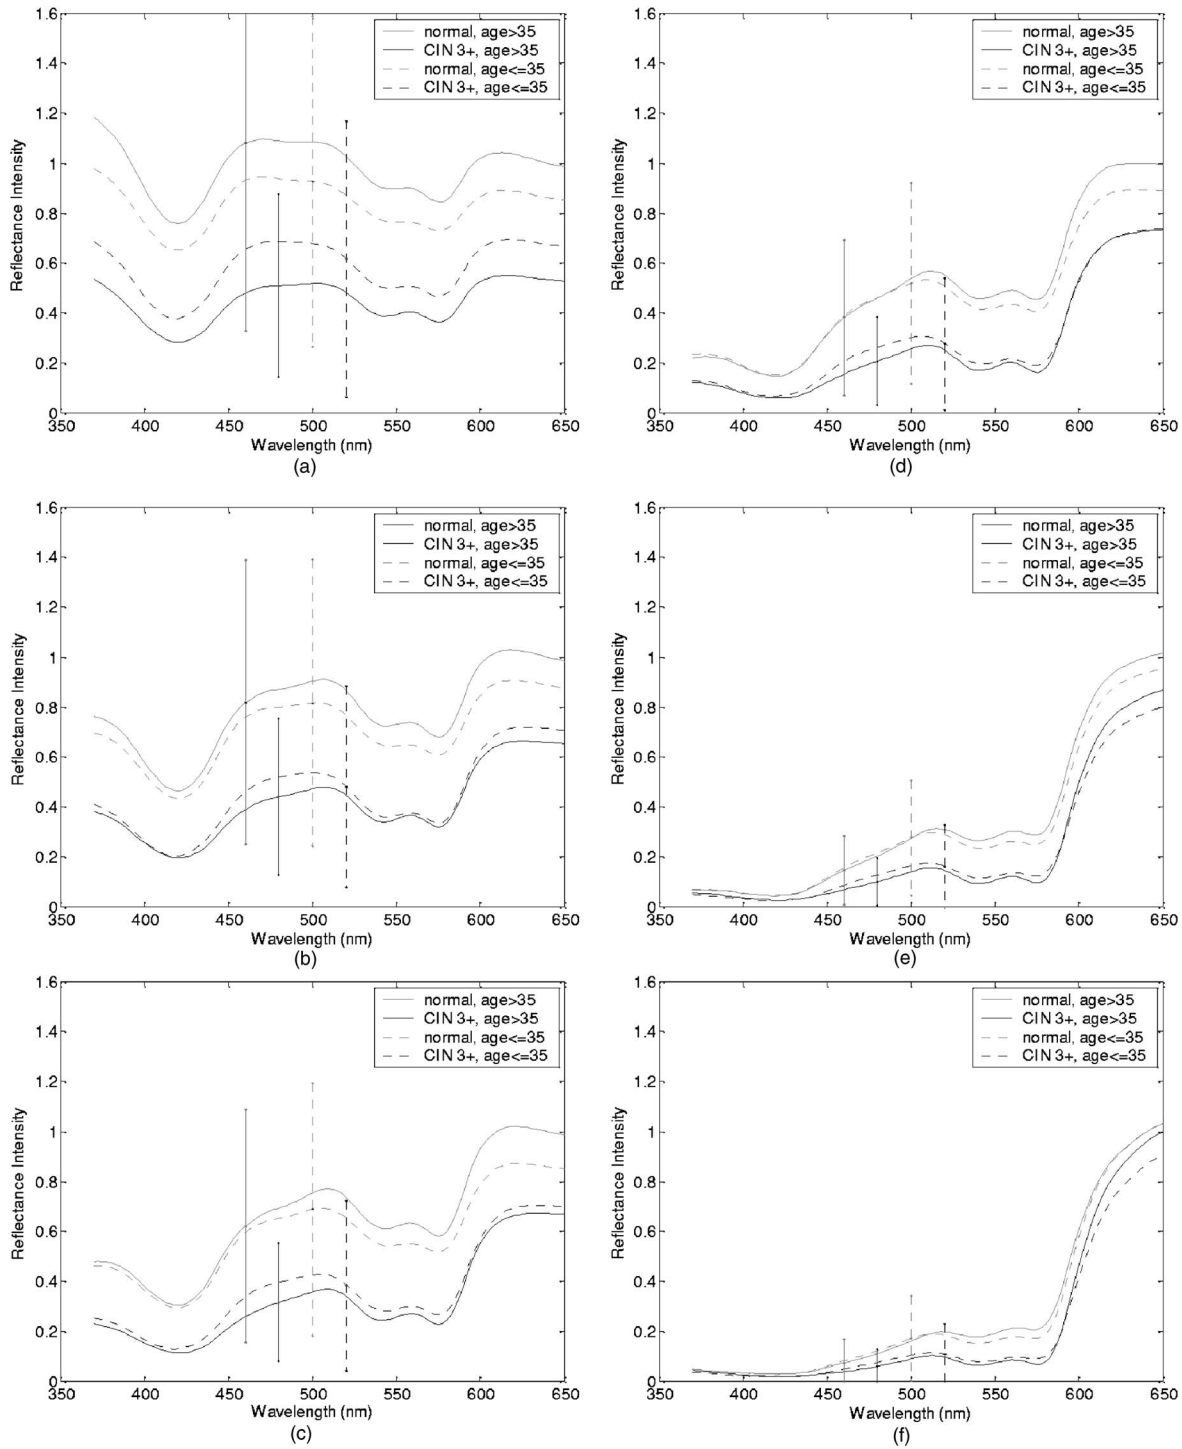 1.6
1.4
1.2
1
0.8
0.6
0.4
0.2
0
350 400 450 500 550 600 650
Reflectance Intensity
Wavelength (nm)
normal, age>35
CIN 3+, age>35
normal, age<=35
CIN 3+, age<=35
(a)
1.6
1.4
1.2
1
0.8
0.6
0.4
0.2
0
350 400 450 500 550 600 650
Reflectance Intensity
Wavelength (nm)
normal, age>35
CIN 3+, age>35
normal, age<=35
CIN 3+, age<=35
(d)
1.6
1.4
1.2
1
0.8
0.6
0.4
0.2
0
350 400 450 500 550 600 650
Reflectance Intensity
Wavelength (nm)
normal, age>35
CIN 3+, age>35
normal, age<=35
CIN 3+, age<=35
(b)
1.6
1.4
1.2
1
0.8
0.6
0.4
0.2
0
350 400 450 500 550 600 650
Reflectance Intensity
Wavelength (nm)
normal, age>35
CIN 3+, age>35
normal, age<=35
CIN 3+, age<=35
(e)
1.6
1.4
1.2
1
0.8
0.6
0.4
0.2
0
350 400 450 500 550 600 650
Reflectance Intensity
Wavelength (nm)
normal, age>35
CIN 3+, age>35
normal, age<=35
CIN 3+, age<=35
(c)
1.6
1.4
1.2
1
0.8
0.6
0.4
0.2
0
350 400 450 500 550 600 650
Reflectance Intensity
Wavelength (nm)
normal, age>35
CIN 3+, age>35
normal, age<=35
CIN 3+, age<=35
(f)